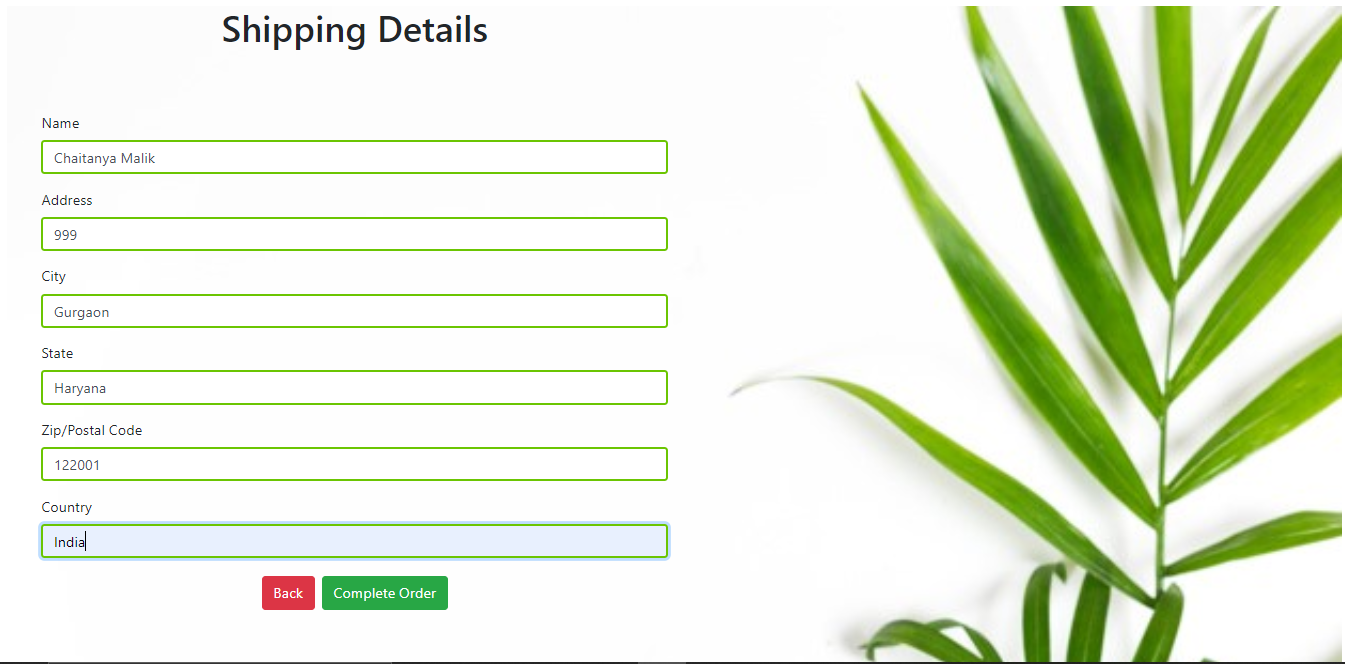 Shipping Details
Name
Chaitanya Malik
Address
999
City
Gurgaon
State
Haryana
Zip/Postal Code
122001
Country
India
Back Complete Order